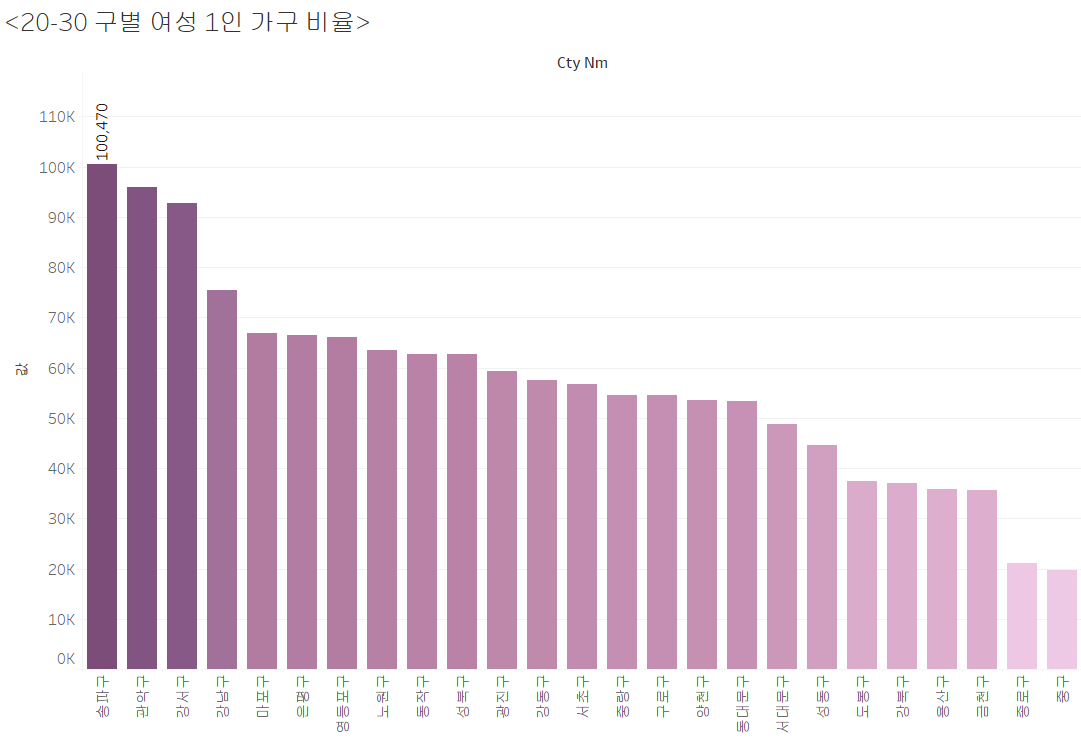 <20-30 구별 여성 1인 가구 비율>
Cty Nm
110K
100K
90K
80K
70K
60K
50K
40K
30K
20K
10K
0K
값
100,470
송파구
관악구
강서구
강남구
마포구
은평구
영등포구
노원구
동작구
성북구
광진구
강동구
서초구
중랑구
구로구
양천구
동대문구
서대문구
성동구
도봉구
강북구
용산구
금천구
종로구
중구